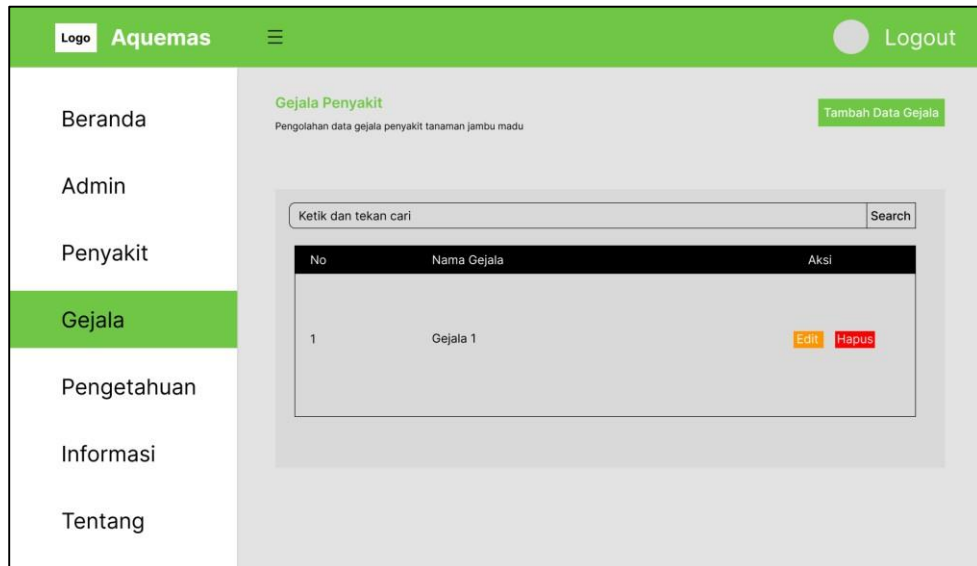 Logo Aquemas Logout
Beranda
Admin
Penyakit
Gejala
Pengetahuan
Informasi
Tentang
Gejala Penyakit
Pengolahan data gejala penyakit tanaman jambu madu
Tambah Data Gejala
Ketik dan tekan cari Search
No Nama Gejala Aksi
1 Gejala 1 Edit Hapus